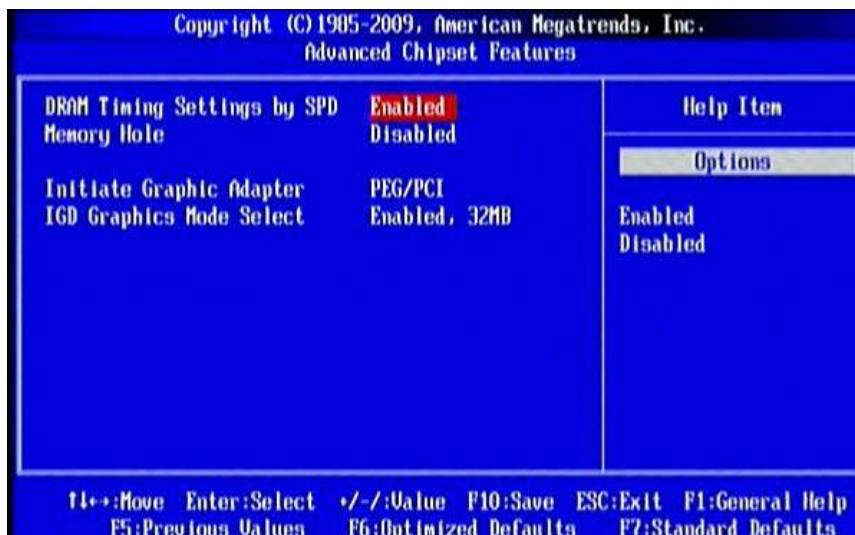 Copyright (C)1985-2009, American Megatrends, Inc.
Advanced Chipset Features
DRAM Timing Settings by SPD Enabled
Memory Hole Disabled
Initiate Graphic Adapter PEG/PCI
IGD Graphics Mode Select Enabled, 32MB
Help Item
Options
Enabled
Disabled
↑↓←→:Move Enter:Select +/-/:Value F10:Save ESC:Exit F1:General Help
F5:Previous Values F6:Optimized Defaults F7:Standard Defaults